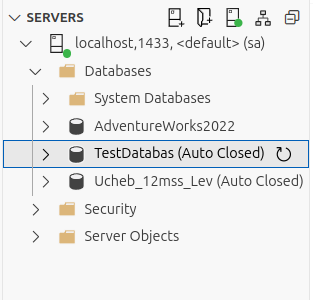 SERVERS
localhost,1433, <default> (sa)
Databases
System Databases
AdventureWorks2022
TestDatabas (Auto Closed)
Ucheb_12mss_Lev (Auto Closed)
Security
Server Objects